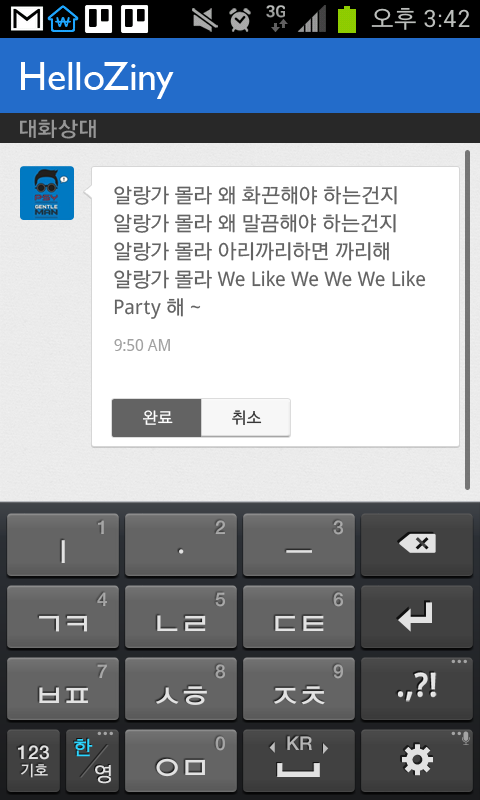 3G 오후 3:42
HelloZiny
대화상대
PSY
GENTLE
MAN
알랑가 몰라 왜 화끈해야 하는건지
알랑가 몰라 왜 말끔해야 하는건지
알랑가 몰라 아리까리하면 까리해
알랑가 몰라 We Like We We We Like
Party 해 ~
9:50 AM
완료 취소
ㅣ 1 · 2 ㅡ 3
ㄱㅋ 4 ㄴㄹ 5 ㄷㅌ 6
ㅂㅍ 7 ㅅㅎ 8 ㅈㅊ 9 .,?!
123 기호 한/영 ㅇㅁ 0 KR